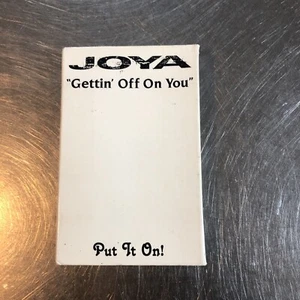 JOYA
"Gettin' Off On You"
Put It On!